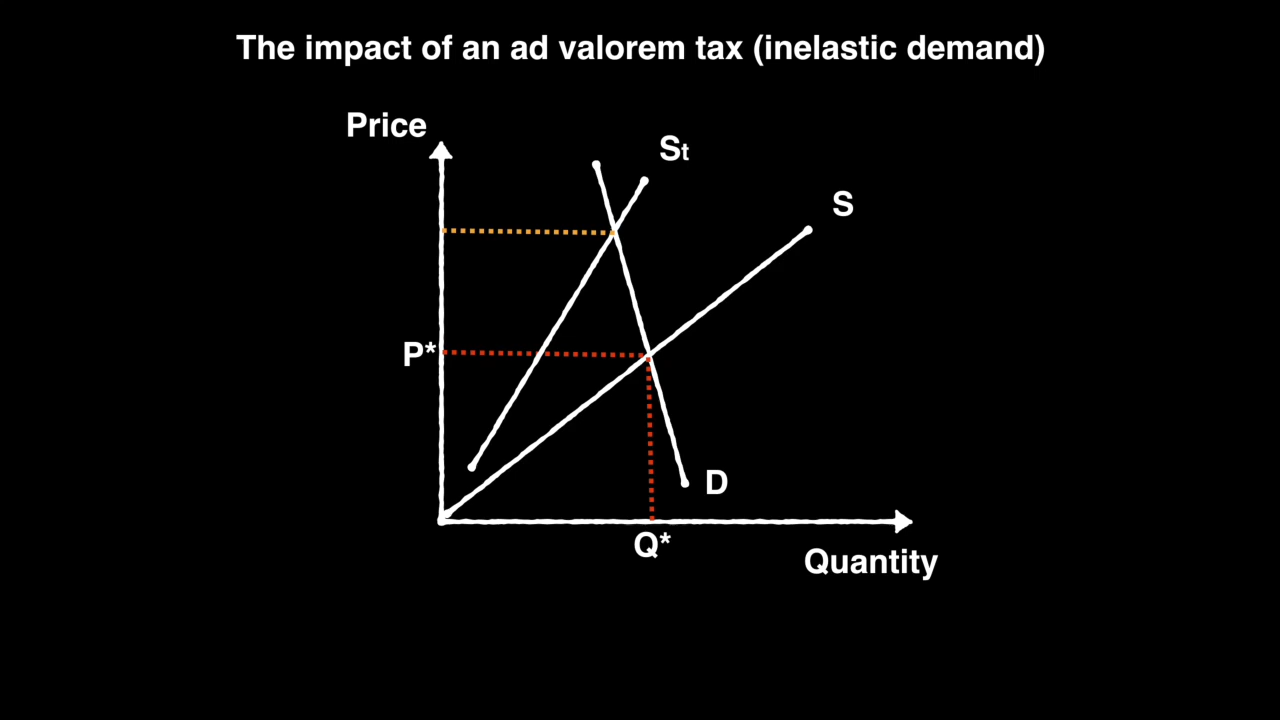 The impact of an ad valorem tax (inelastic demand)
Price
St
S
P*
D
Q*
Quantity